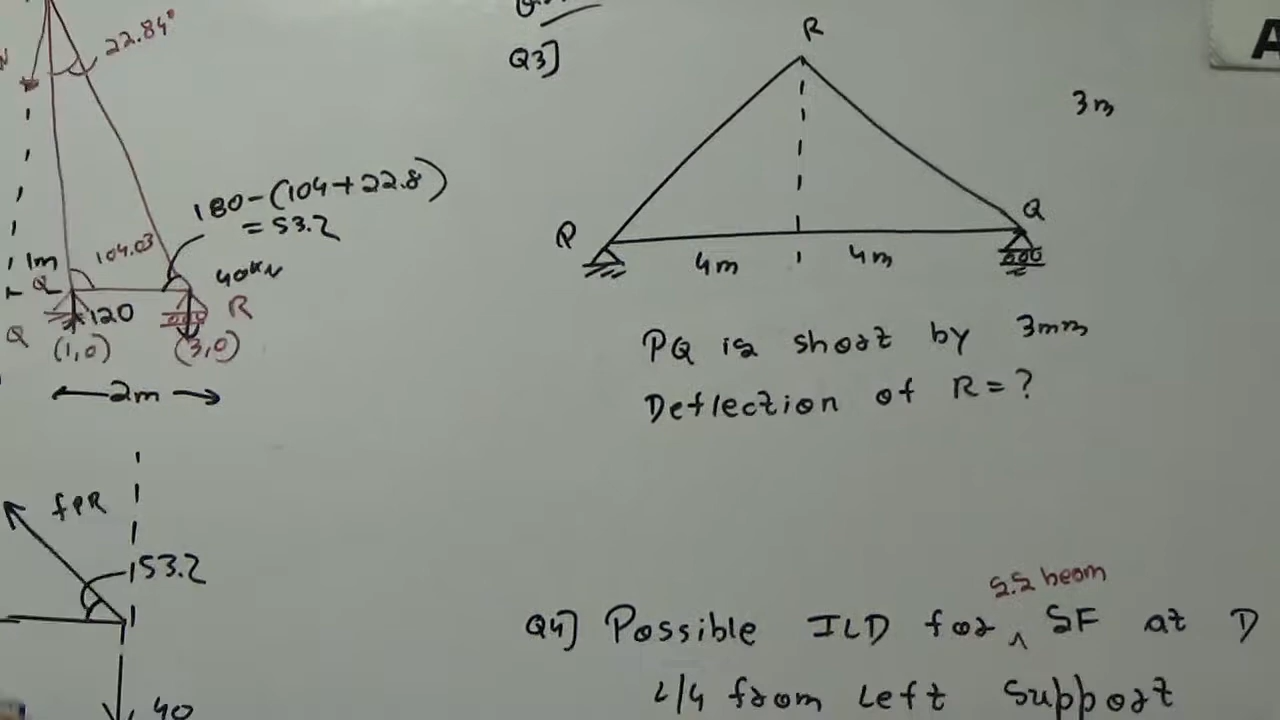 22.84°
180-(104+22.8)
= 53.2
104.03
1m
Q
40KN
R
120
Q
(1,0)
(3,0)
2m
fPR
53.2
40
Q3]
R
3m
P
Q
4m
4m
PQ is short by 3mm
Deflection of R = ?
S.S beam
Q4] Possible ILD for ^ SF at D
L/4 from Left Support
A